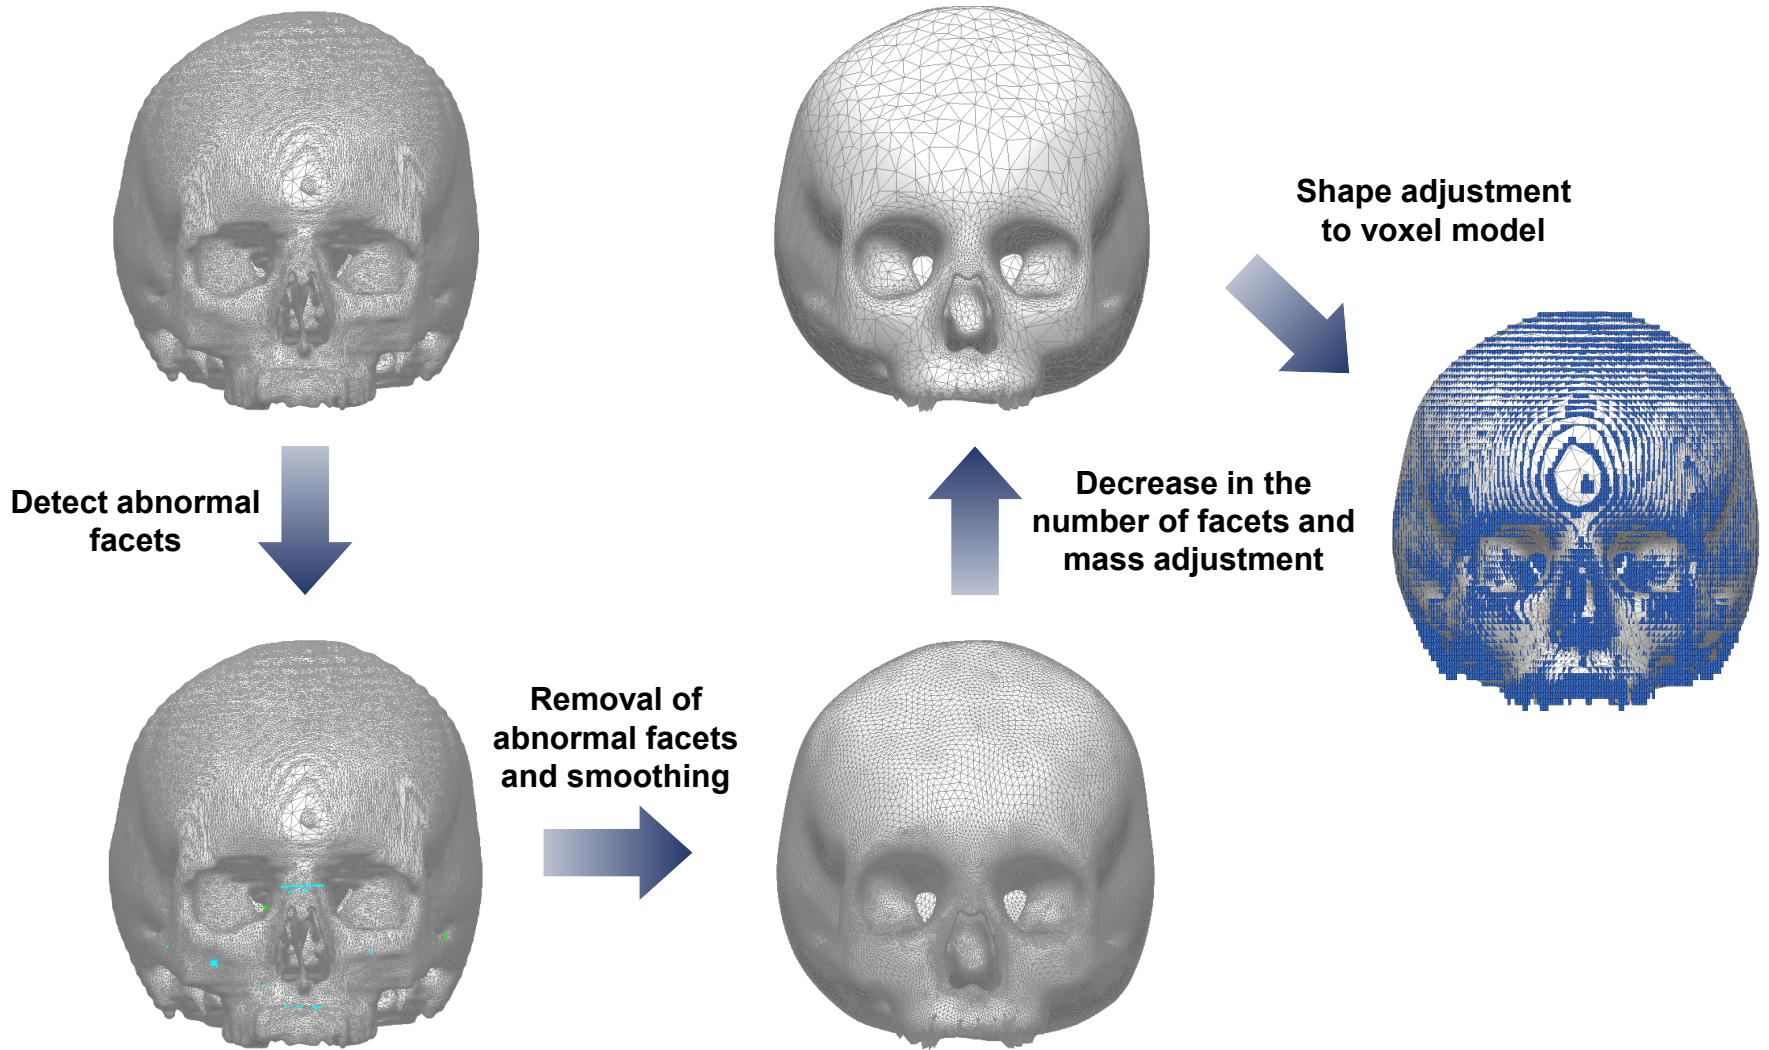 Detect abnormal
facets
Removal of
abnormal facets
and smoothing
Decrease in the
number of facets and
mass adjustment
Shape adjustment
to voxel model